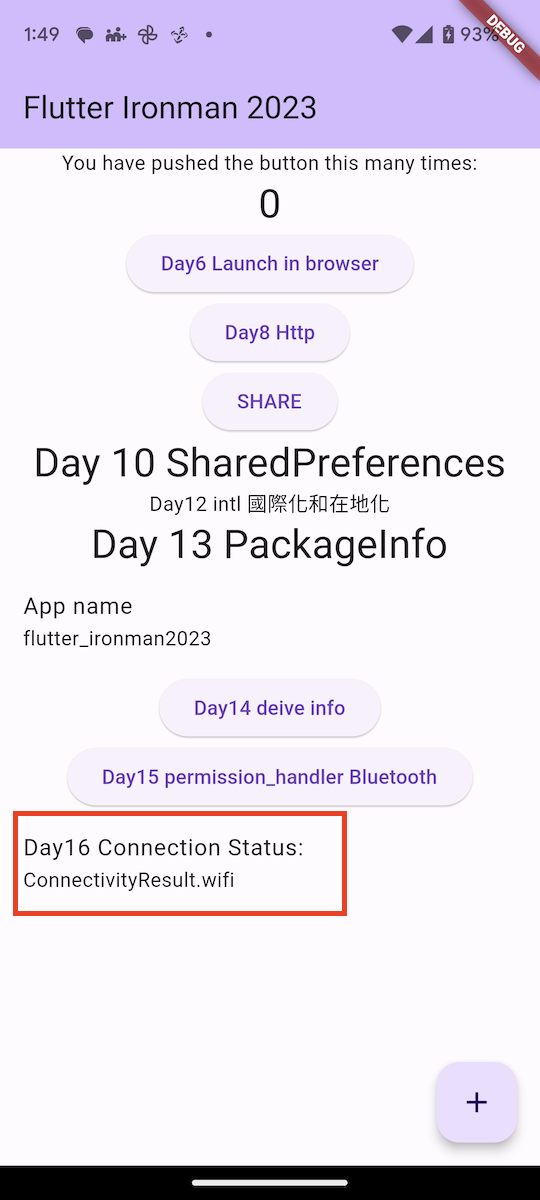 1:49
93%
DEBUG
Flutter Ironman 2023
You have pushed the button this many times:
0
Day6 Launch in browser
Day8 Http
SHARE
Day 10 SharedPreferences
Day12 intl 國際化和在地化
Day 13 PackageInfo
App name
flutter_ironman2023
Day14 deive info
Day15 permission_handler Bluetooth
Day16 Connection Status:
ConnectivityResult.wifi
+